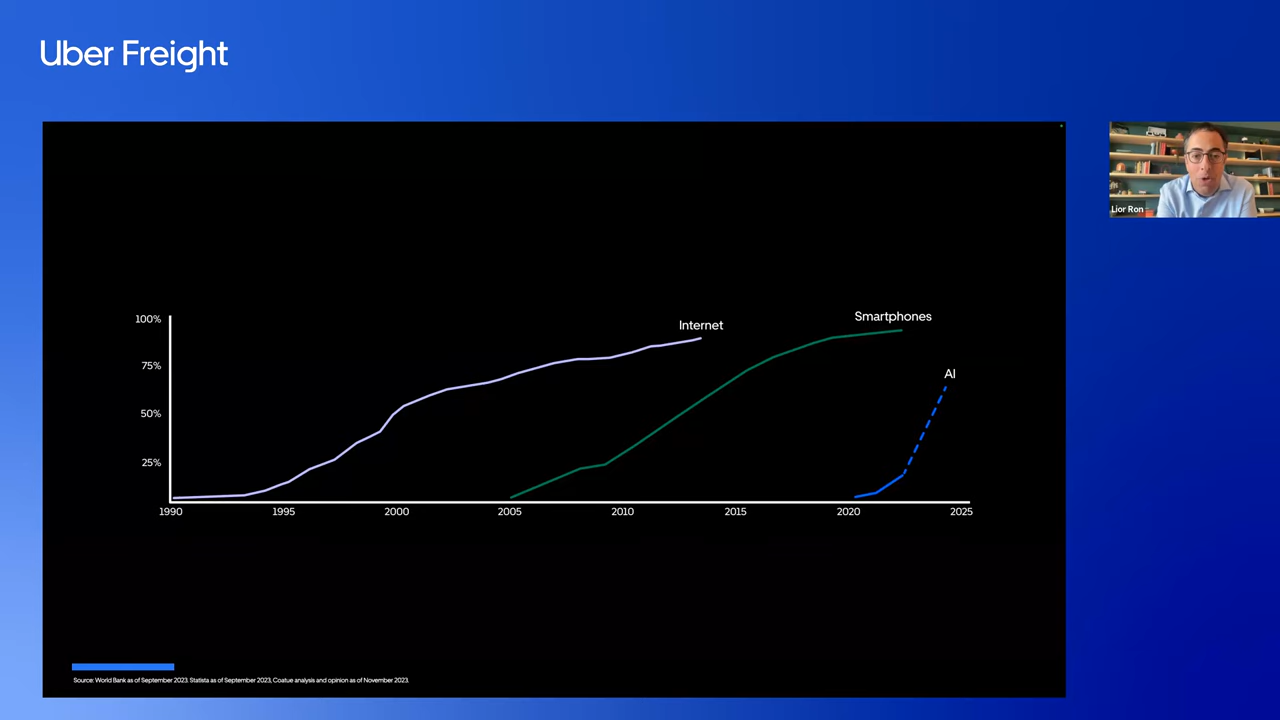 Uber Freight
Lior Ron
Internet
Smartphones
AI
100%
75%
50%
25%
1990 1995 2000 2005 2010 2015 2020 2025
Source: World Bank as of September 2023. Statista as of September 2023, Coatue analysis and opinion as of November 2023.